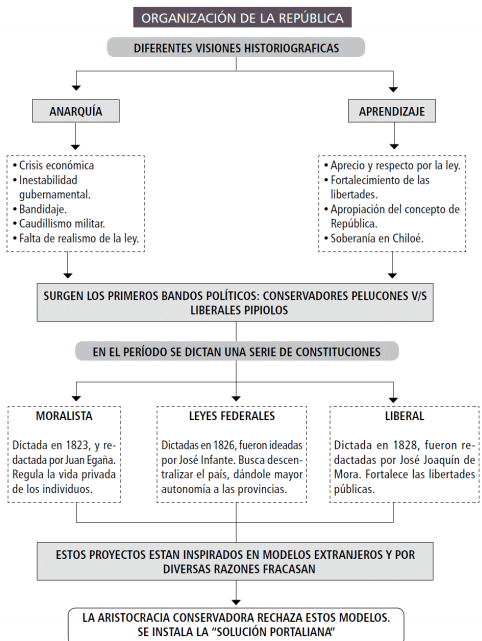 ORGANIZACIÓN DE LA REPÚBLICA
DIFERENTES VISIONES HISTORIOGRAFICAS
ANARQUÍA
• Crisis económica
• Inestabilidad
gubernamental.
• Bandidaje.
• Caudillismo militar.
• Falta de realismo de la ley.
APRENDIZAJE
• Aprecio y respecto por la ley.
• Fortalecimiento de las
libertades.
• Apropiación del concepto de
República.
• Soberanía en Chiloé.
SURGEN LOS PRIMEROS BANDOS POLÍTICOS: CONSERVADORES PELUCONES V/S
LIBERALES PIPIOLOS
EN EL PERÍODO SE DICTAN UNA SERIE DE CONSTITUCIONES
MORALISTA
Dictada en 1823, y re-
dactada por Juan Egaña.
Regula la vida privada
de los individuos.
LEYES FEDERALES
Dictadas en 1826, fueron ideadas
por José Infante. Busca descen-
tralizar el país, dándole mayor
autonomía a las provincias.
LIBERAL
Dictada en 1828, fueron re-
dactadas por José Joaquín de
Mora. Fortalece las libertades
públicas.
ESTOS PROYECTOS ESTAN INSPIRADOS EN MODELOS EXTRANJEROS Y POR
DIVERSAS RAZONES FRACASAN
LA ARISTOCRACIA CONSERVADORA RECHAZA ESTOS MODELOS.
SE INSTALA LA "SOLUCIÓN PORTALIANA"